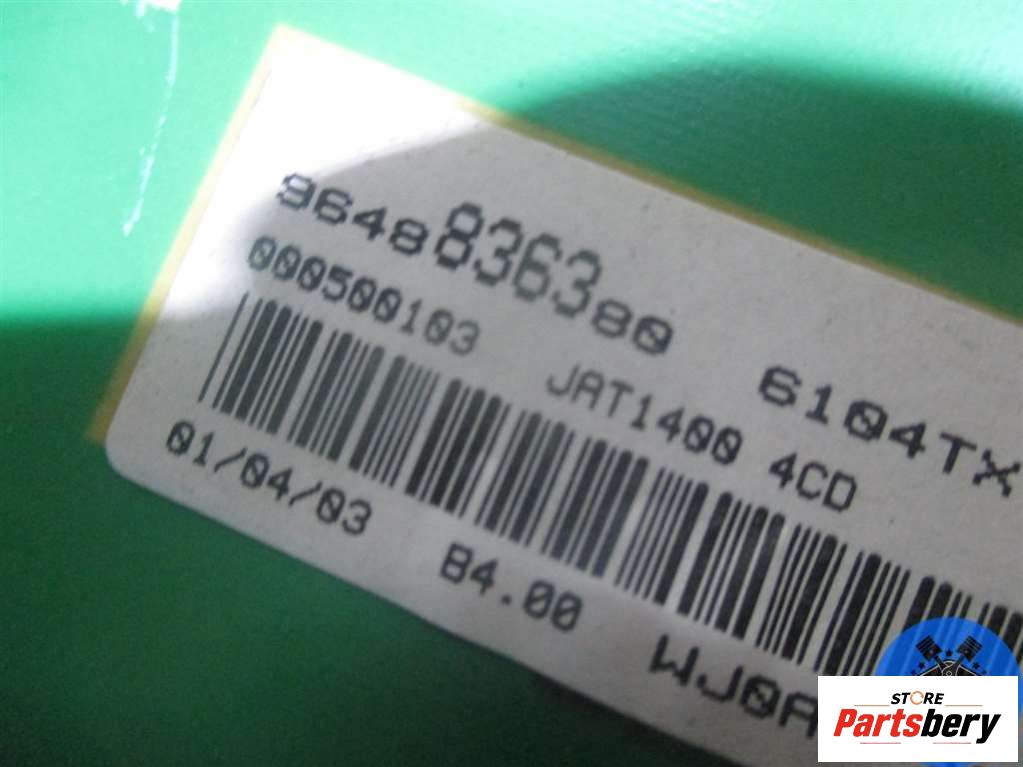 9648836380 6104TX
000500103 JAT1400 4CD
01/04/03 B4.00
STORE
Partsbery